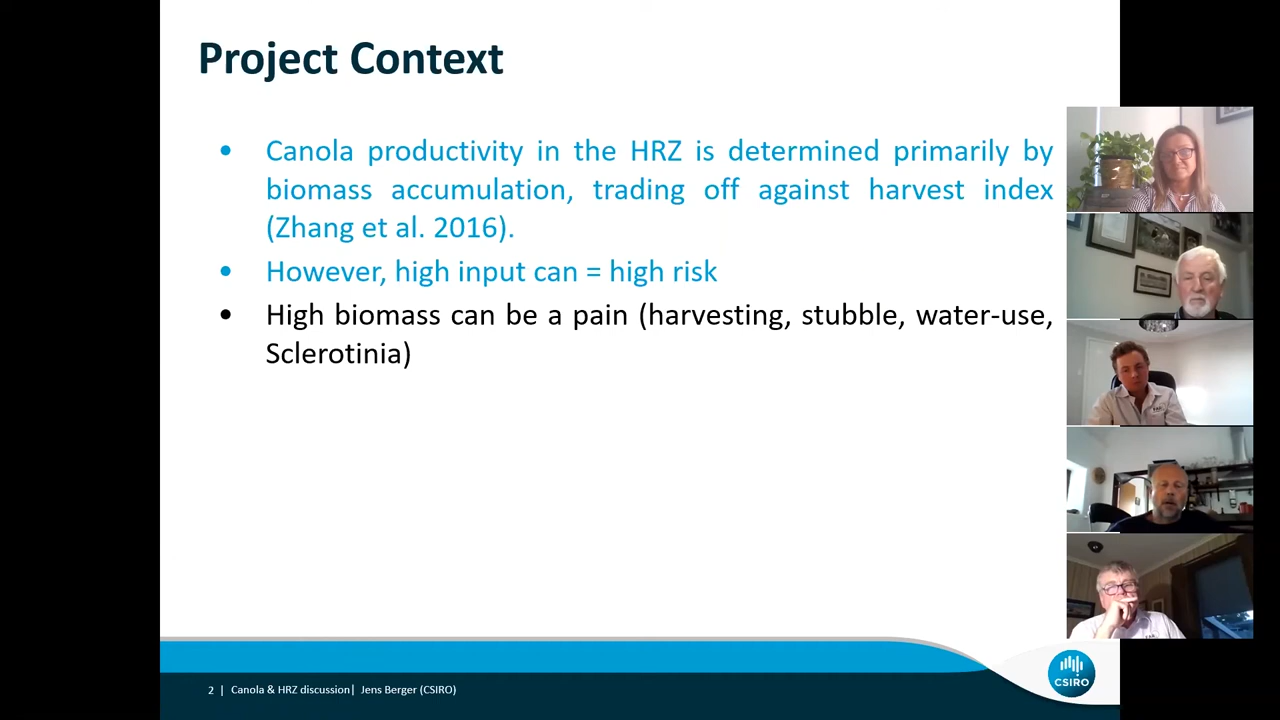 Project Context
• Canola productivity in the HRZ is determined primarily by
biomass accumulation, trading off against harvest index
(Zhang et al. 2016).
• However, high input can = high risk
• High biomass can be a pain (harvesting, stubble, water-use,
Sclerotinia)
2 | Canola & HRZ discussion| Jens Berger (CSIRO)
CSIRO